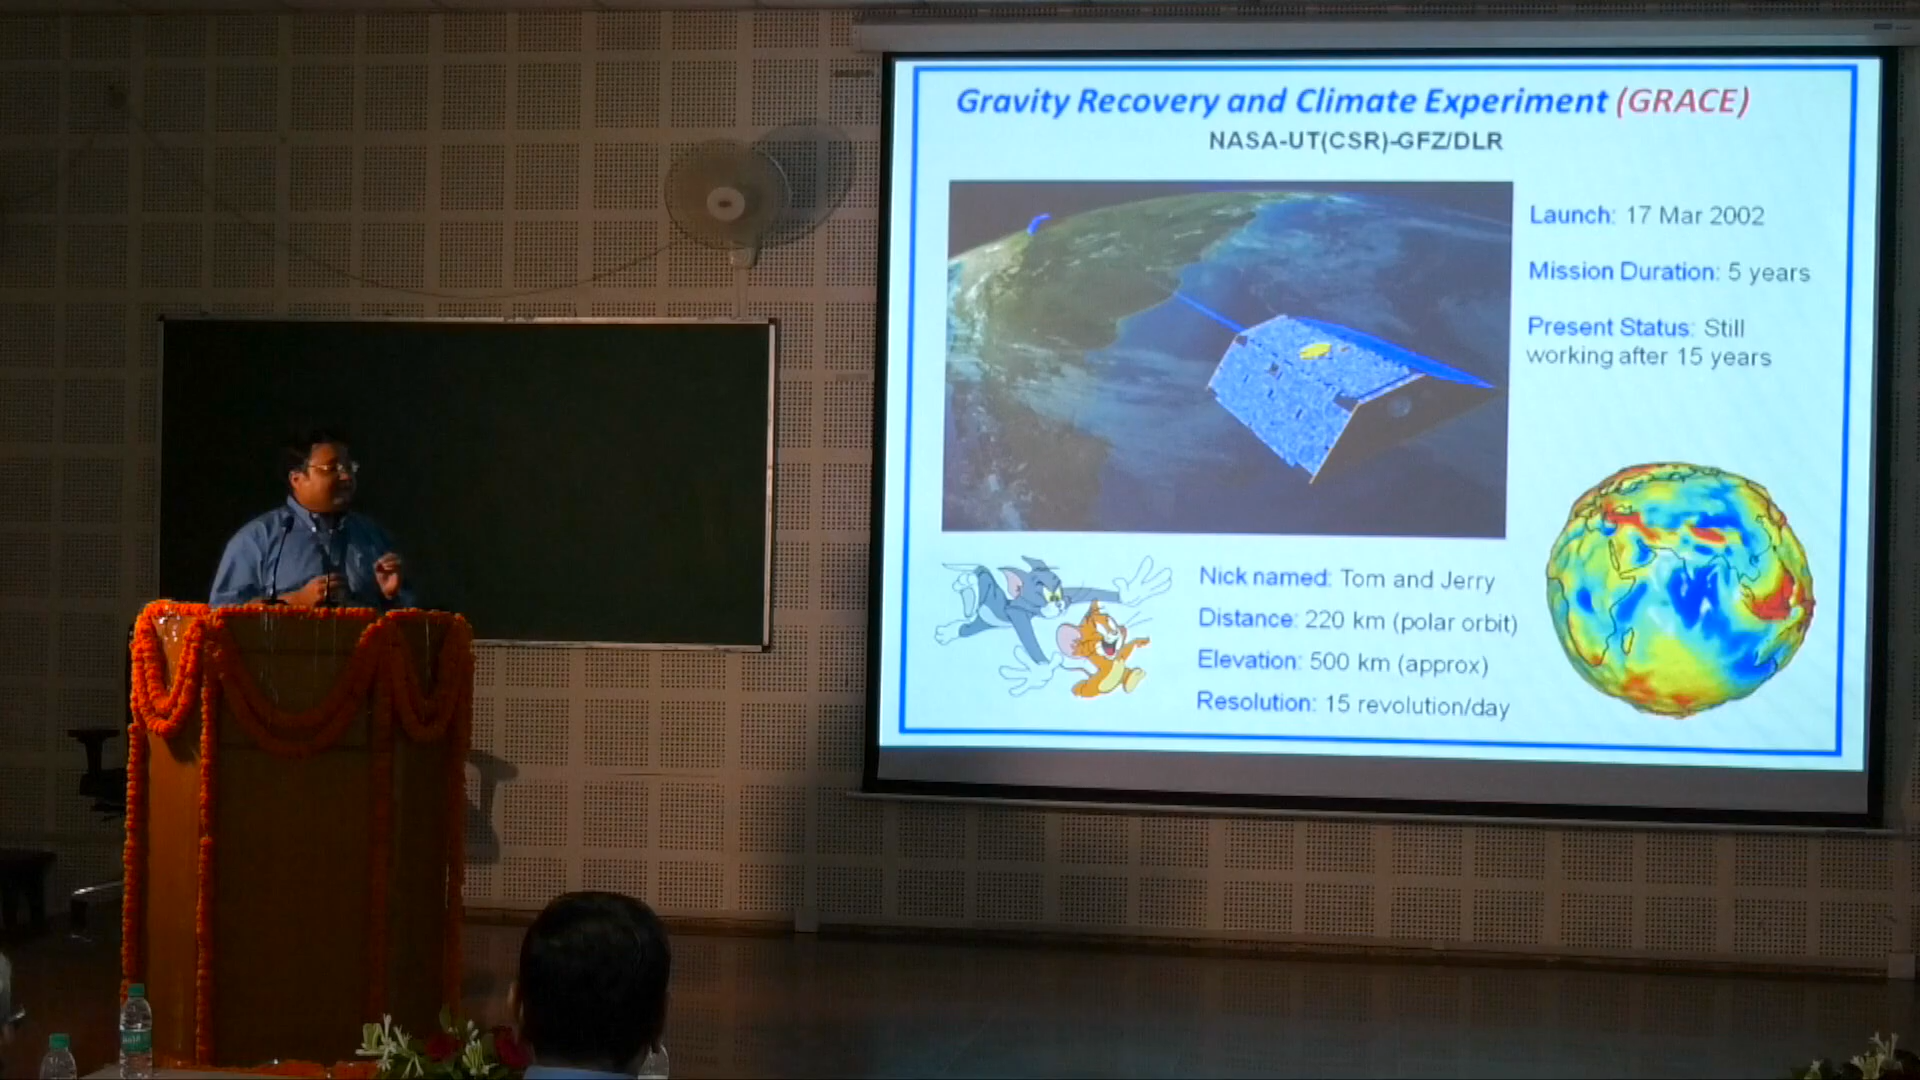 Gravity Recovery and Climate Experiment (GRACE)
NASA-UT(CSR)-GFZ/DLR
Launch: 17 Mar 2002
Mission Duration: 5 years
Present Status: Still
working after 15 years
Nick named: Tom and Jerry
Distance: 220 km (polar orbit)
Elevation: 500 km (approx)
Resolution: 15 revolution/day